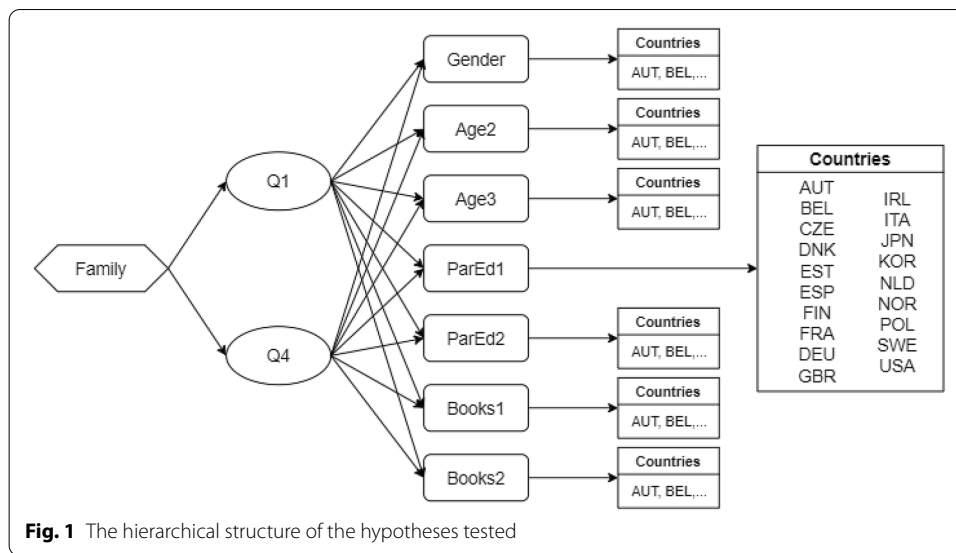 Family
Q1
Q4
Gender
Age2
Age3
ParEd1
ParEd2
Books1
Books2
Countries
AUT, BEL,...
Countries
AUT, BEL,...
Countries
AUT, BEL,...
Countries
AUT, BEL,...
Countries
AUT, BEL,...
Countries
AUT, BEL,...
Countries
AUT
BEL
CZE
DNK
EST
ESP
FIN
FRA
DEU
GBR
IRL
ITA
JPN
KOR
NLD
NOR
POL
SWE
USA
Fig. 1 The hierarchical structure of the hypotheses tested